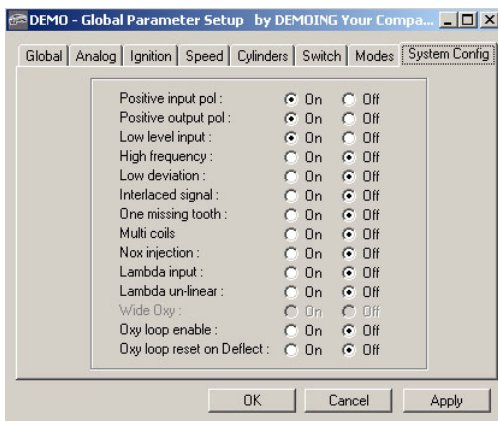 DEMO - Global Parameter Setup by DEMOING Your Compa...
Global Analog Ignition Speed Cylinders Switch Modes System Config
Positive input pol : On Off
Positive output pol : On Off
Low level input : On Off
High frequency : On Off
Low deviation : On Off
Interlaced signal : On Off
One missing tooth : On Off
Multi coils On Off
Nox injection : On Off
Lambda input : On Off
Lambda un-linear : On Off
Wide Oxy : On Off
Oxy loop enable : On Off
Oxy loop reset on Deflect : On Off
OK Cancel Apply